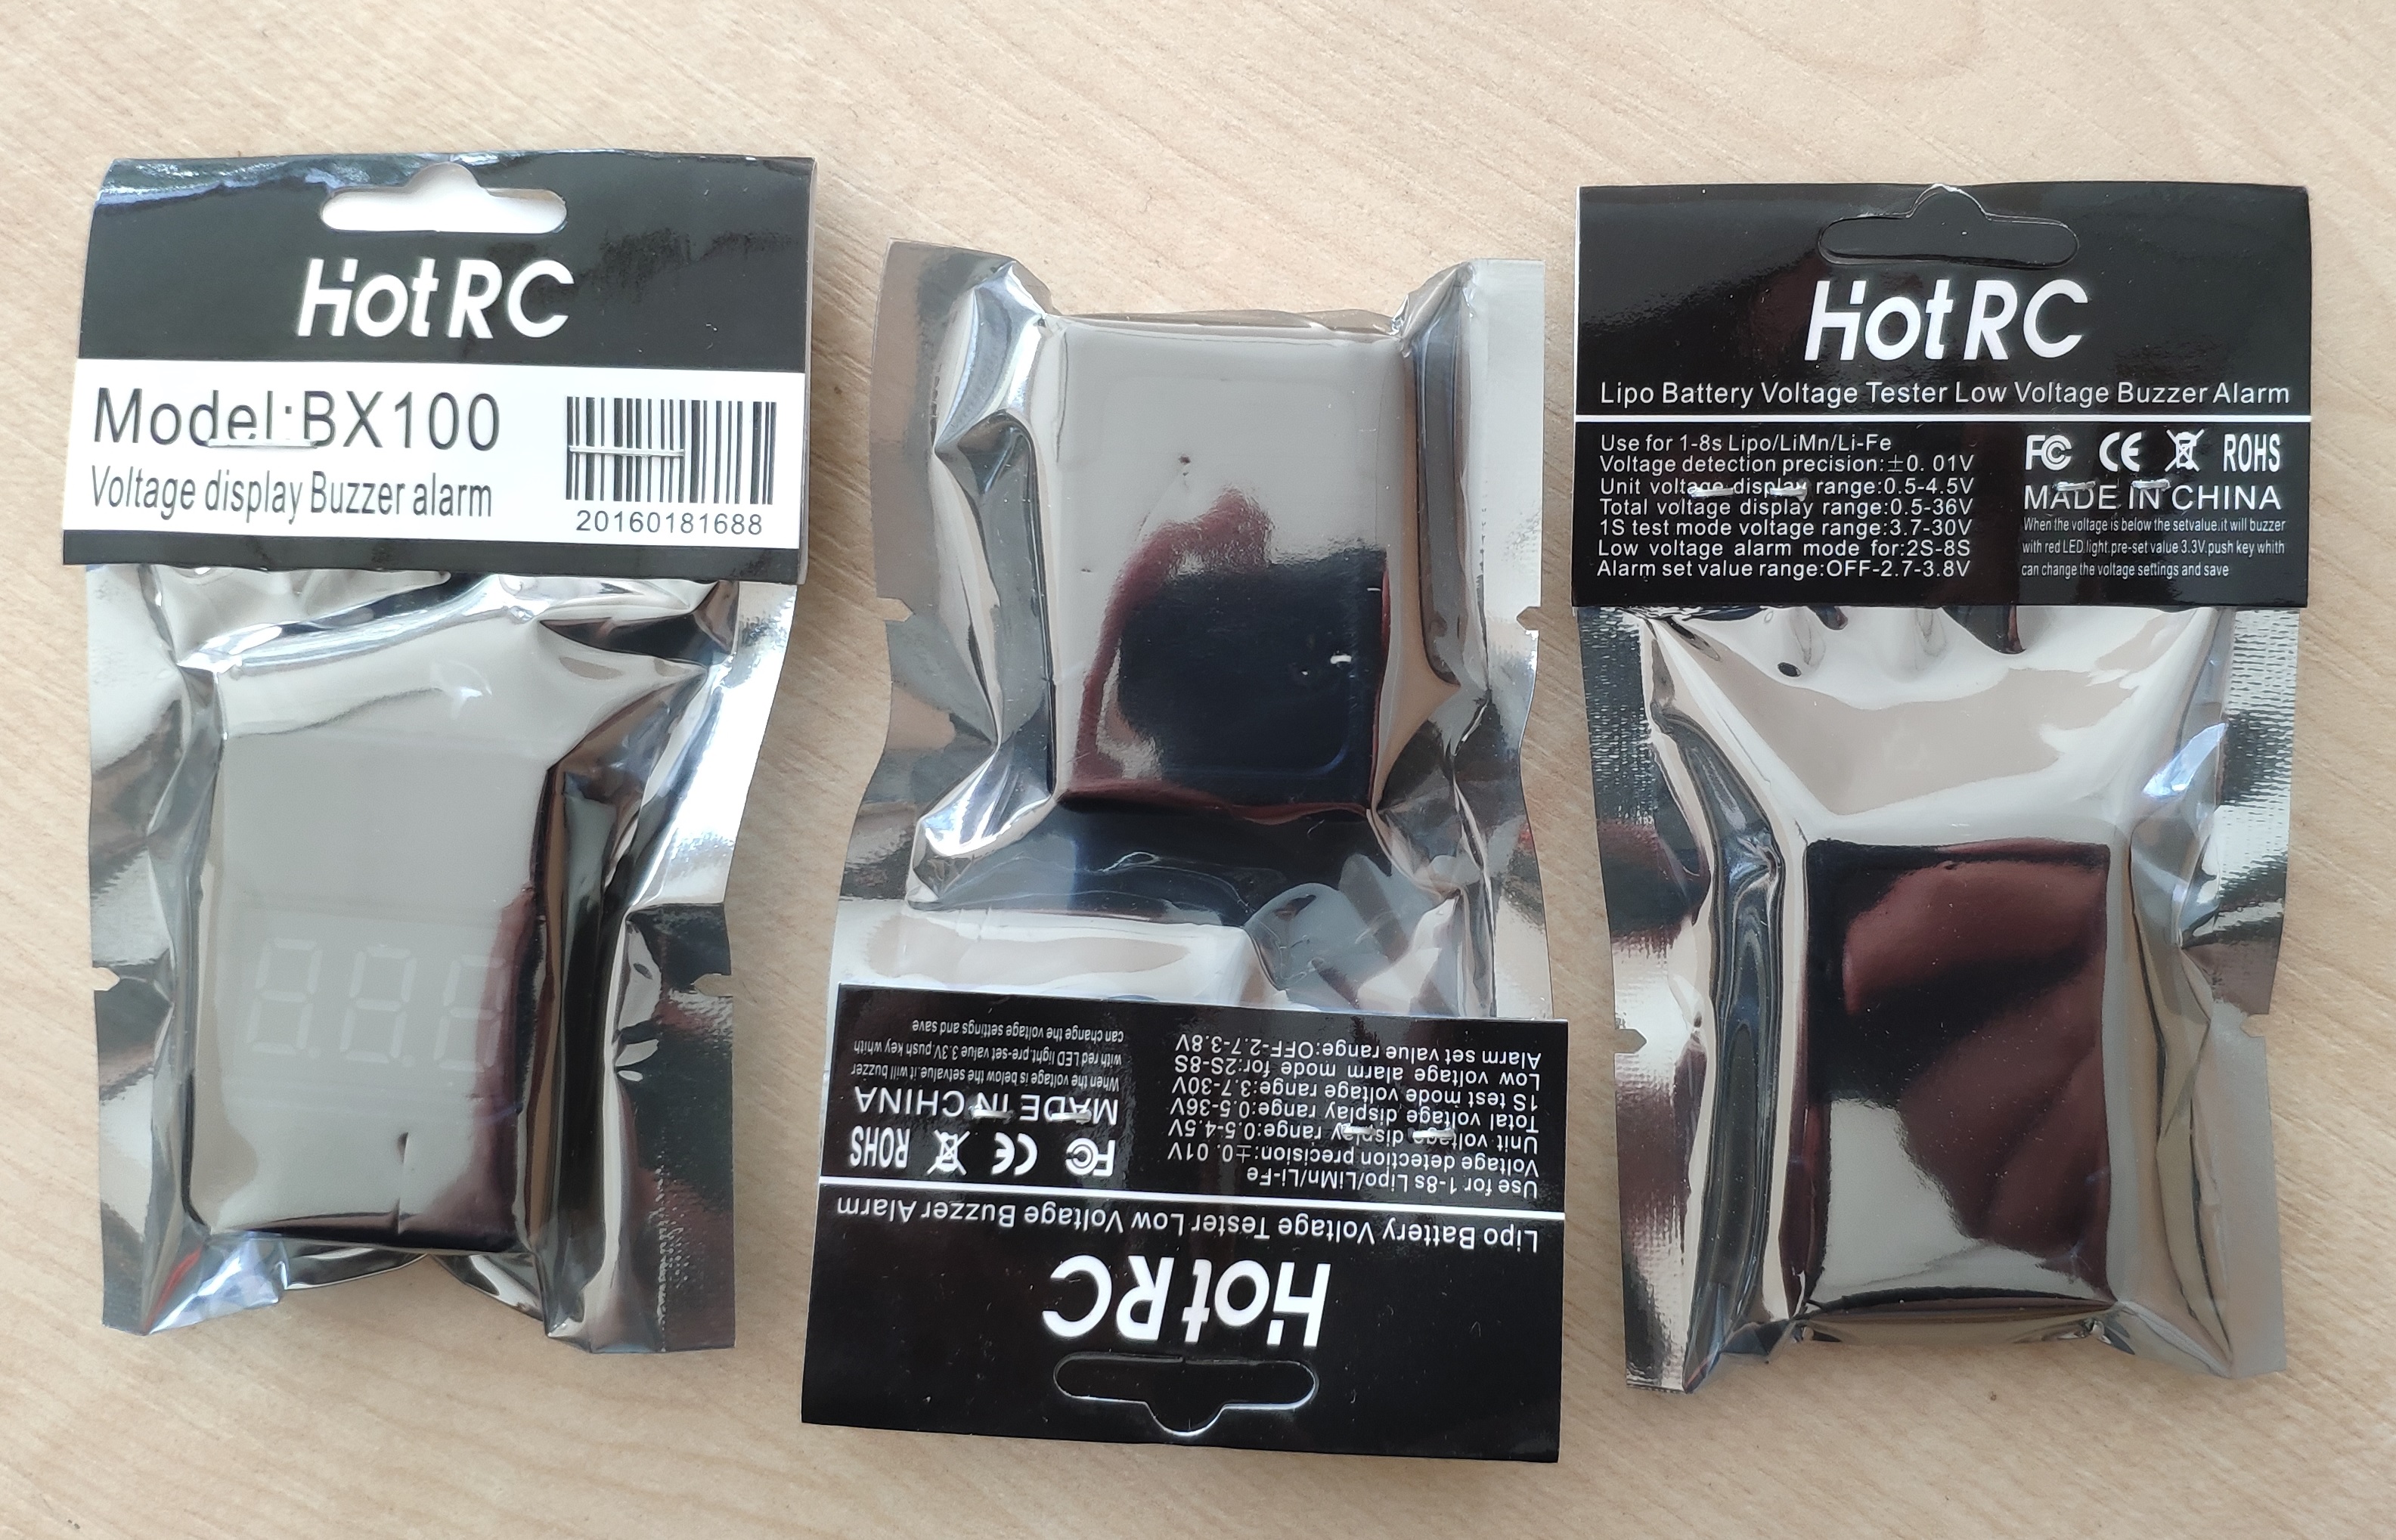 HotRC
Model:BX100
Voltage display Buzzer alarm
20160181688
HotRC
Lipo Battery Voltage Tester Low Voltage Buzzer Alarm
Use for 1-8s Lipo/LiMn/Li-Fe
Voltage detection precision:±0.01V
Unit voltage display range:0.5-4.5V
Total voltage display range:0.5-36V
1S test mode voltage range:3.7-30V
Low voltage alarm mode for:2S-8S
Alarm set value range:OFF-2.7-3.8V
FC CE ROHS
MADE IN CHINA
When the voltage is below the setvalue.it will buzzer
with red LED light.pre-set value 3.3V.push key whith
can change the voltage settings and save
HotRC
Lipo Battery Voltage Tester Low Voltage Buzzer Alarm
Use for 1-8s Lipo/LiMn/Li-Fe
Voltage detection precision:±0.01V
Unit voltage display range:0.5-4.5V
Total voltage display range:0.5-36V
1S test mode voltage range:3.7-30V
Low voltage alarm mode for:2S-8S
Alarm set value range:OFF-2.7-3.8V
FC CE ROHS
MADE IN CHINA
When the voltage is below the setvalue.it will buzzer
with red LED light.pre-set value 3.3V.push key whith
can change the voltage settings and save